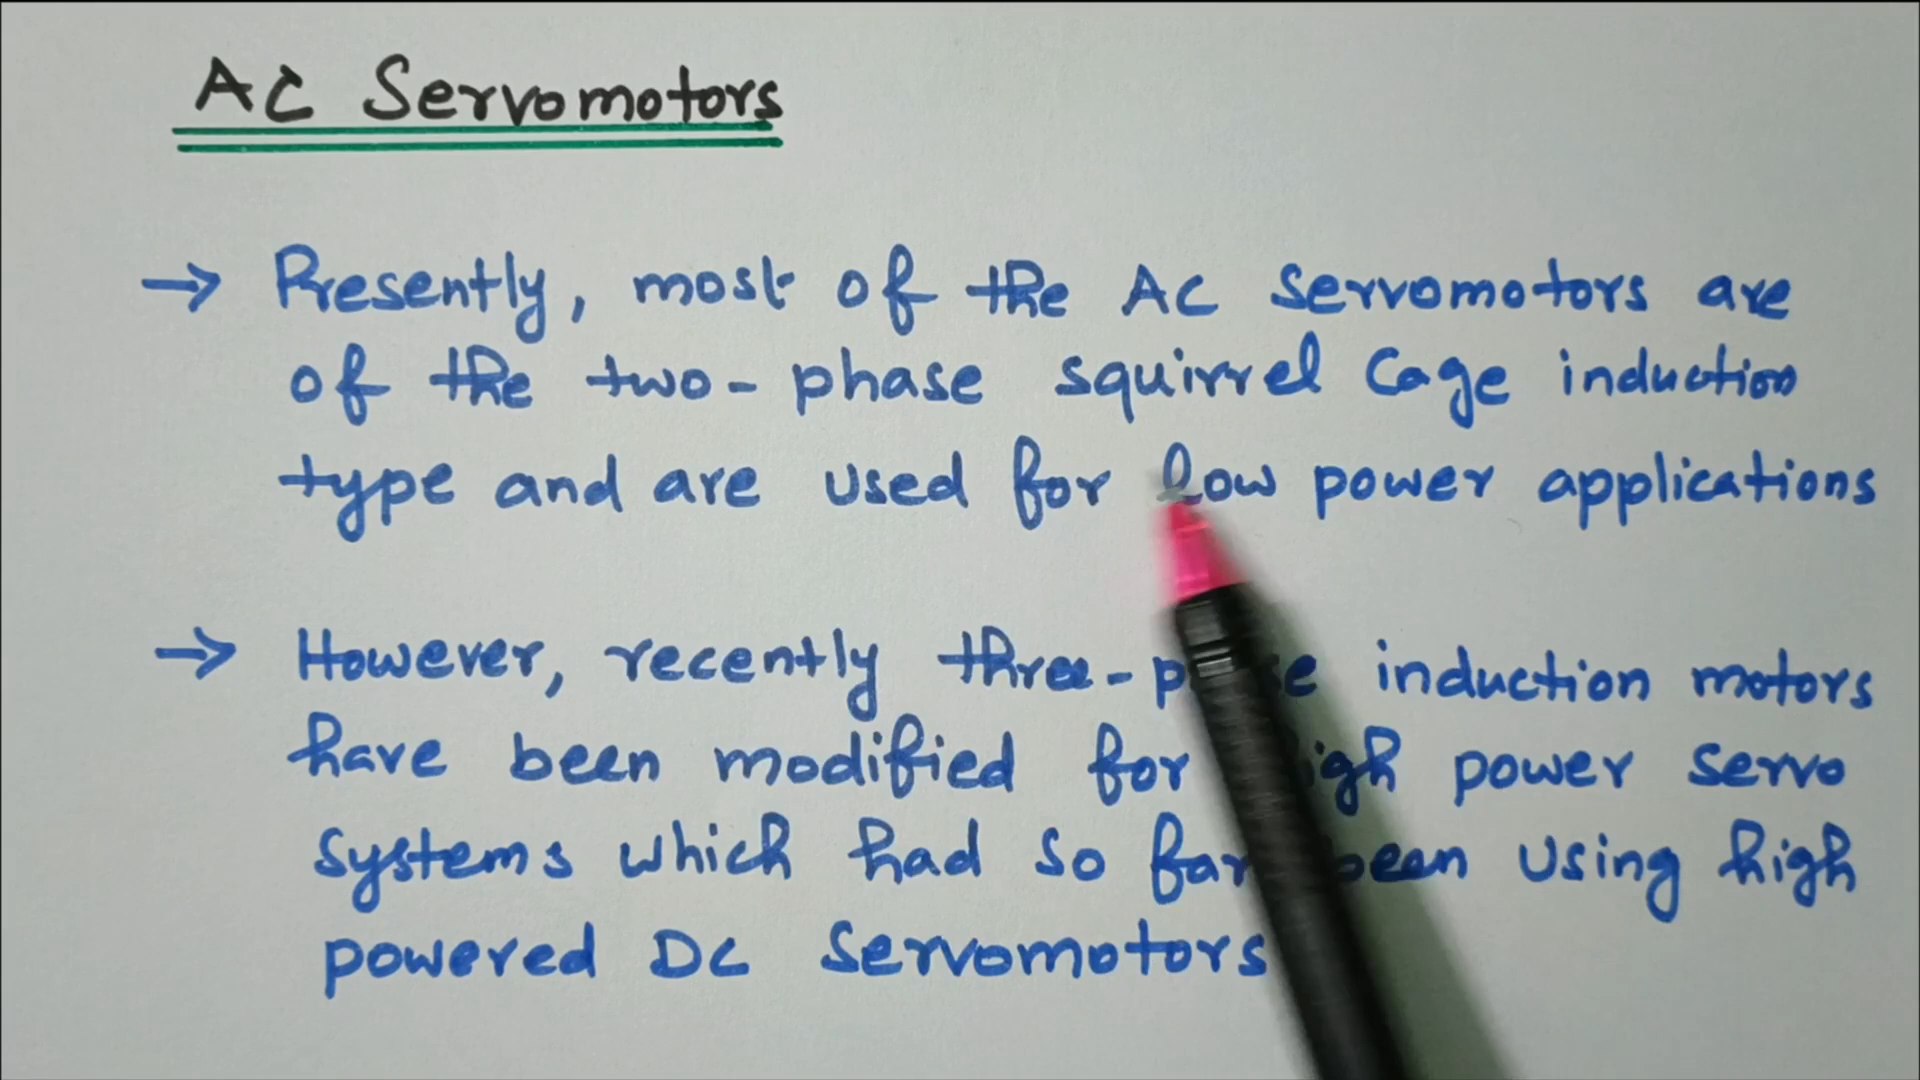 AC Servomotors
→ Presently, most of the AC servomotors are
of the two-phase squirrel cage induction
type and are used for low power applications
→ However, recently induction motors
have been modified for power servo
systems which had so far been using high
powered DC servomotors